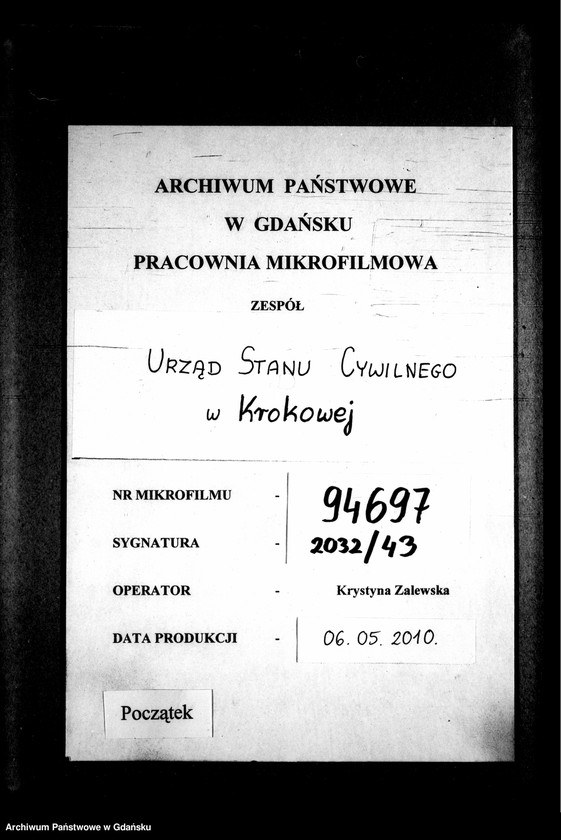 ARCHIWUM PAŃSTWOWE
W GDAŃSKU
PRACOWNIA MIKROFILMOWA
ZESPÓŁ
URZĄD STANU CYWILNEGO
w Krokowej
NR MIKROFILMU - 94697
SYGNATURA - 2032/43
OPERATOR - Krystyna Zalewska
DATA PRODUKCJI - 06.05.2010.
Początek
Archiwum Państwowe w Gdańsku